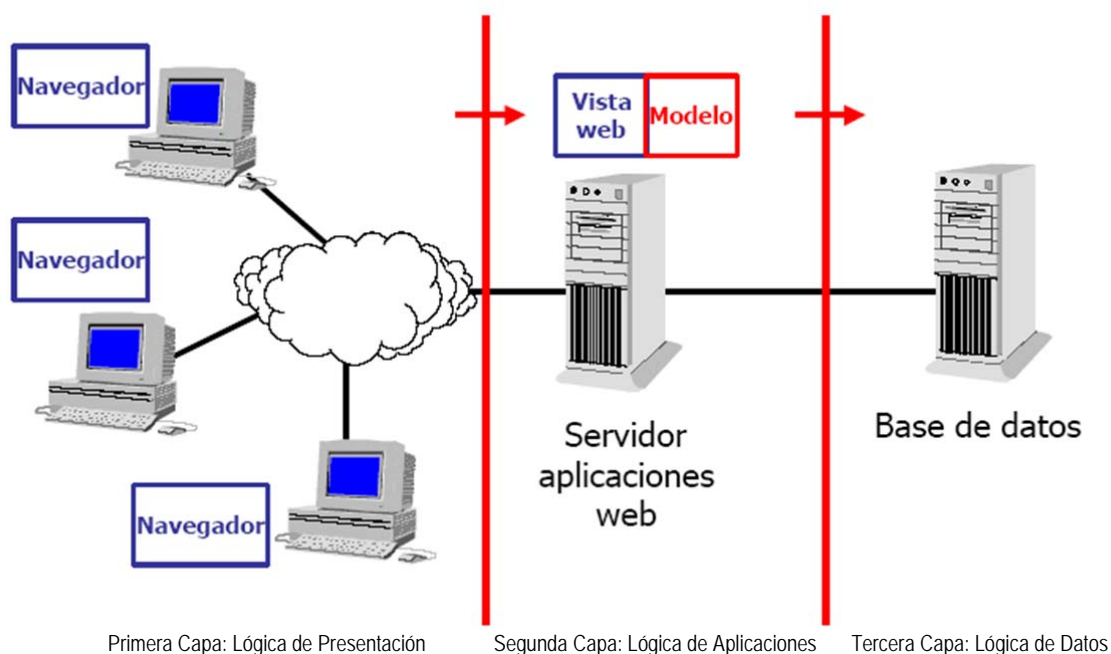 Navegador
Vista
web
Modelo
Navegador
Servidor
aplicaciones
web
Base de datos
Navegador
Primera Capa: Lógica de Presentación
Segunda Capa: Lógica de Aplicaciones
Tercera Capa: Lógica de Datos